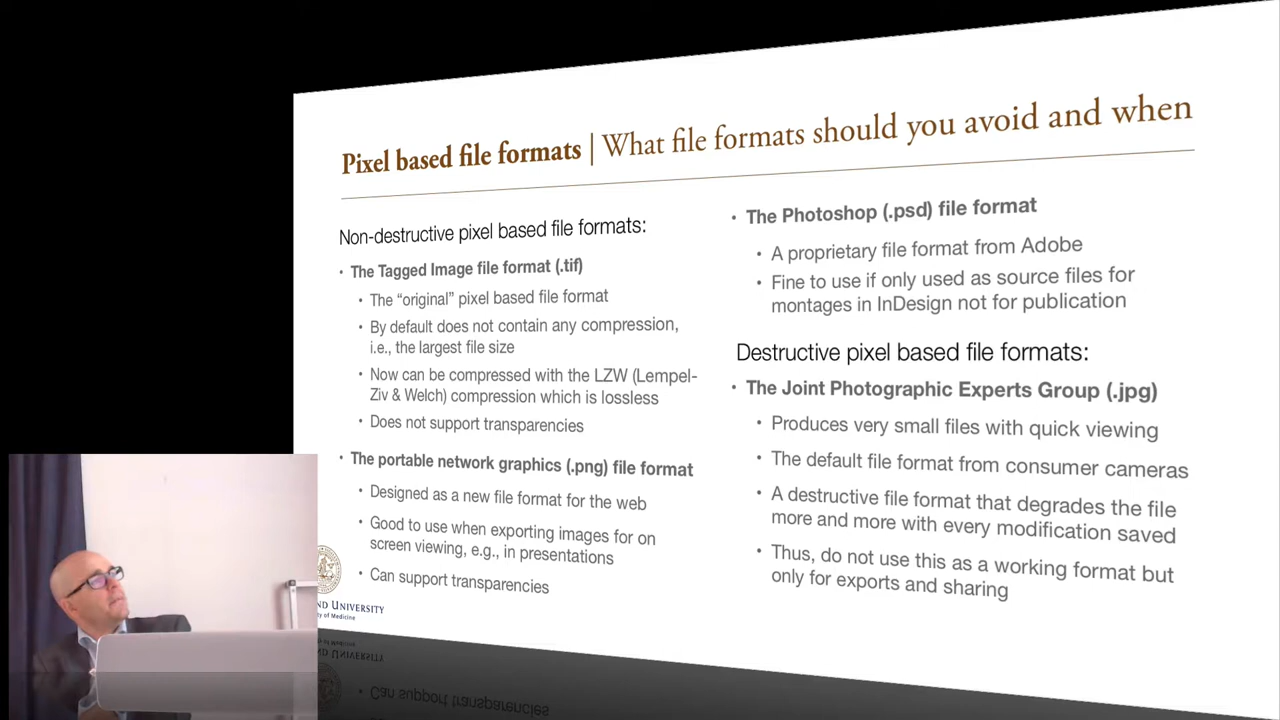 Pixel based file formats | What file formats should you avoid and when
Non-destructive pixel based file formats:
• The Tagged Image file format (.tif)
• The “original” pixel based file format
• By default does not contain any compression,
i.e., the largest file size
• Now can be compressed with the LZW (Lempel-
Ziv & Welch) compression which is lossless
• Does not support transparencies
• The portable network graphics (.png) file format
• Designed as a new file format for the web
• Good to use when exporting images for on
screen viewing, e.g., in presentations
• Can support transparencies
• The Photoshop (.psd) file format
• A proprietary file format from Adobe
• Fine to use if only used as source files for
montages in InDesign not for publication
Destructive pixel based file formats:
• The Joint Photographic Experts Group (.jpg)
• Produces very small files with quick viewing
• The default file format from consumer cameras
• A destructive file format that degrades the file
more and more with every modification saved
• Thus, do not use this as a working format but
only for exports and sharing
ND UNIVERSITY
y of Medicine